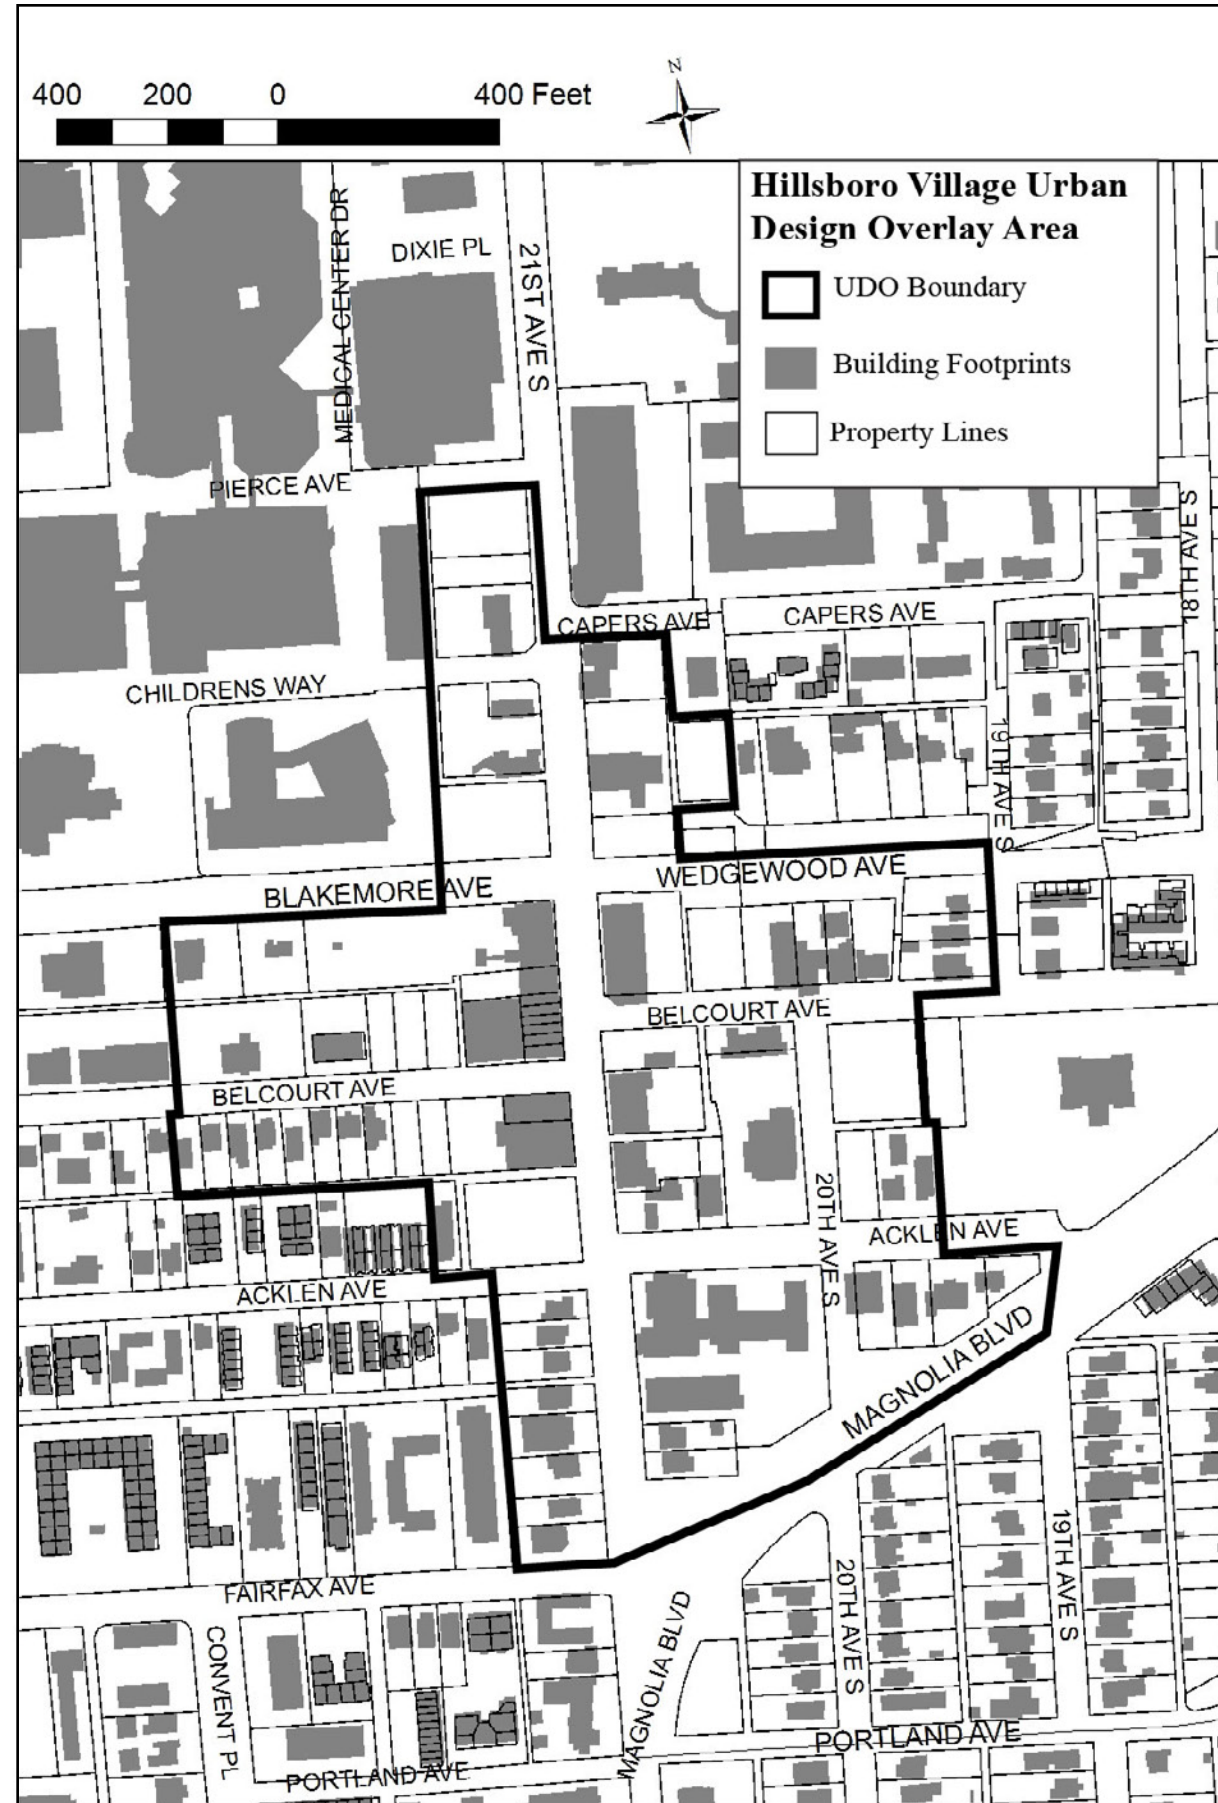 400 200 0 400 Feet
N
Hillsboro Village Urban
Design Overlay Area
UDO Boundary
Building Footprints
Property Lines
MEDICAL CENTER DR
DIXIE PL
21ST AVE S
PIERCE AVE
18TH AVE S
CAPERS AVE
CAPERS AVE
CHILDRENS WAY
19TH AVE S
BLAKEMORE AVE
WEDGEWOOD AVE
BELCOURT AVE
BELCOURT AVE
20TH AVE S
ACKLEN AVE
ACKLEN AVE
MAGNOLIA BLVD
FAIRFAX AVE
19TH AVE S
20TH AVE S
CONVENT PL
MAGNOLIA BLVD
PORTLAND AVE
PORTLAND AVE